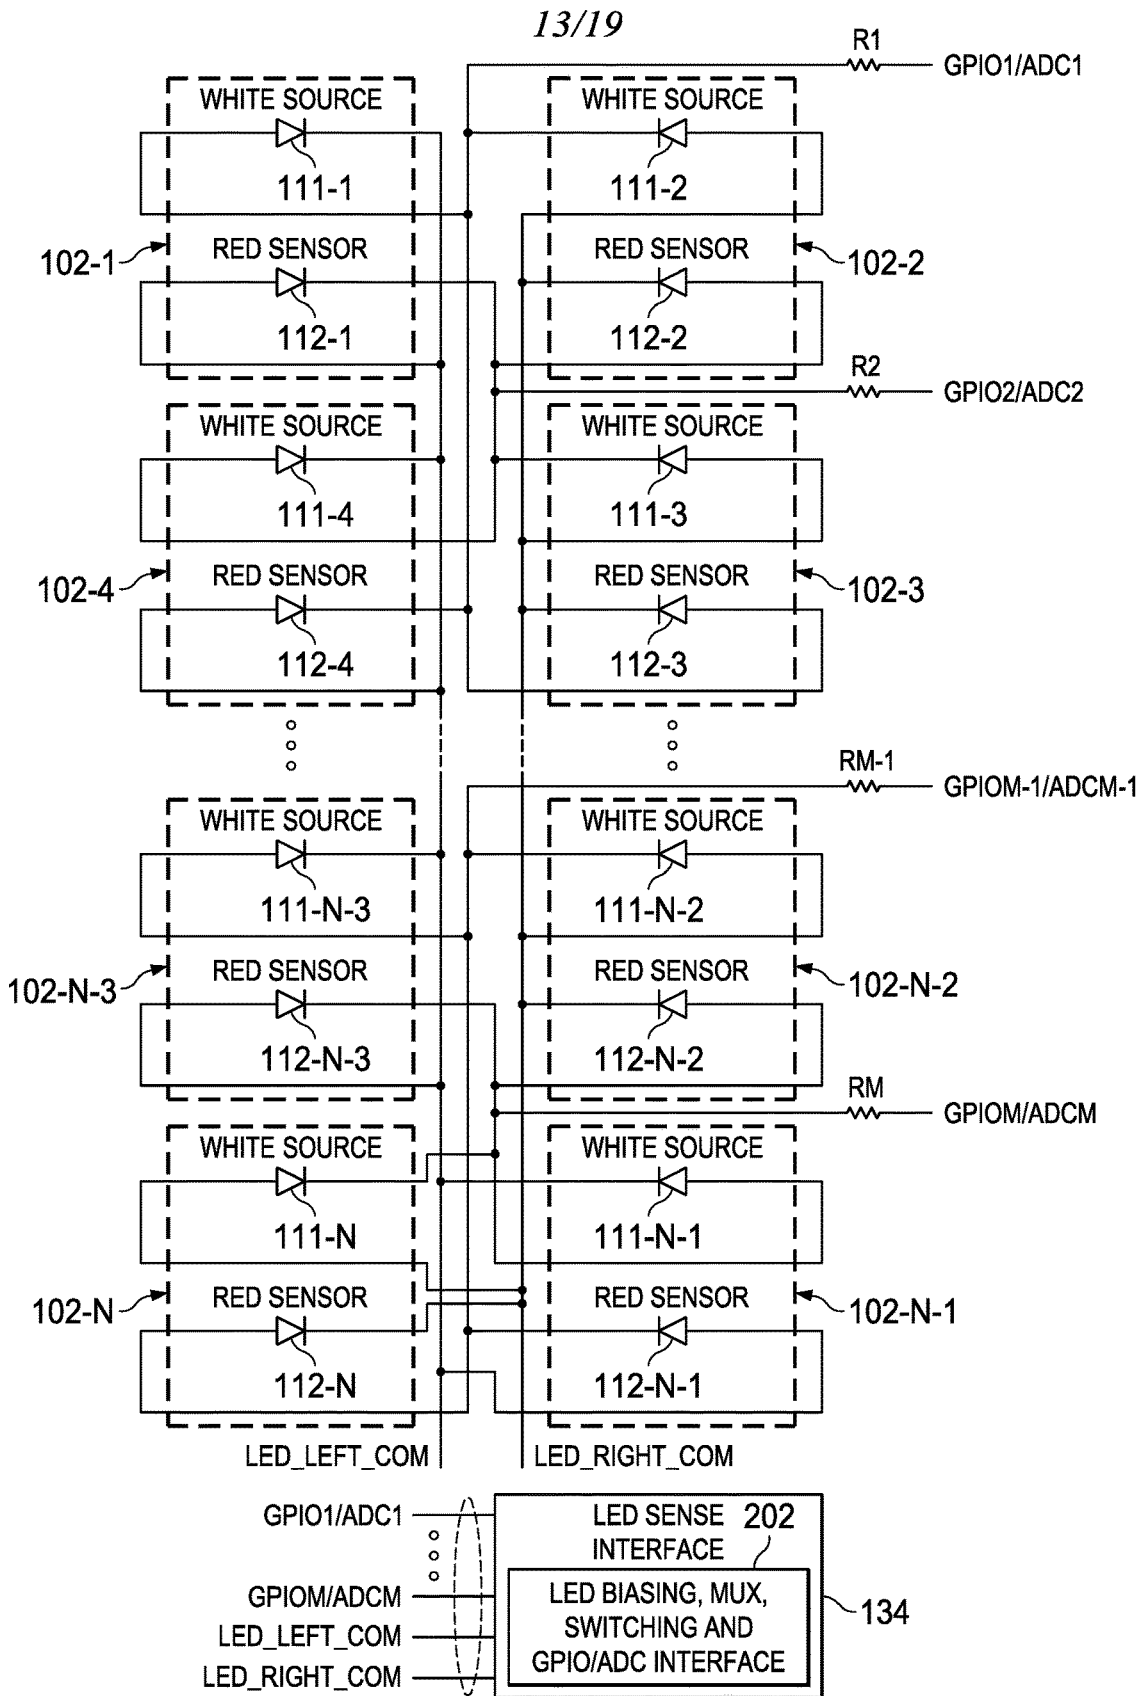 13/19
R1
GPIO1/ADC1
WHITE SOURCE
WHITE SOURCE
111-1
111-2
102-1
RED SENSOR
RED SENSOR
102-2
112-1
112-2
R2
GPIO2/ADC2
WHITE SOURCE
WHITE SOURCE
111-4
111-3
102-4
RED SENSOR
RED SENSOR
102-3
112-4
112-3
RM-1
GPIOM-1/ADCM-1
WHITE SOURCE
WHITE SOURCE
111-N-3
111-N-2
102-N-3
RED SENSOR
RED SENSOR
102-N-2
112-N-3
112-N-2
RM
GPIOM/ADCM
WHITE SOURCE
WHITE SOURCE
111-N
111-N-1
102-N
RED SENSOR
RED SENSOR
102-N-1
112-N
112-N-1
LED_LEFT_COM
LED_RIGHT_COM
GPIO1/ADC1
GPIOM/ADCM
LED_LEFT_COM
LED_RIGHT_COM
LED SENSE
INTERFACE
202
LED BIASING, MUX,
SWITCHING AND
GPIO/ADC INTERFACE
134